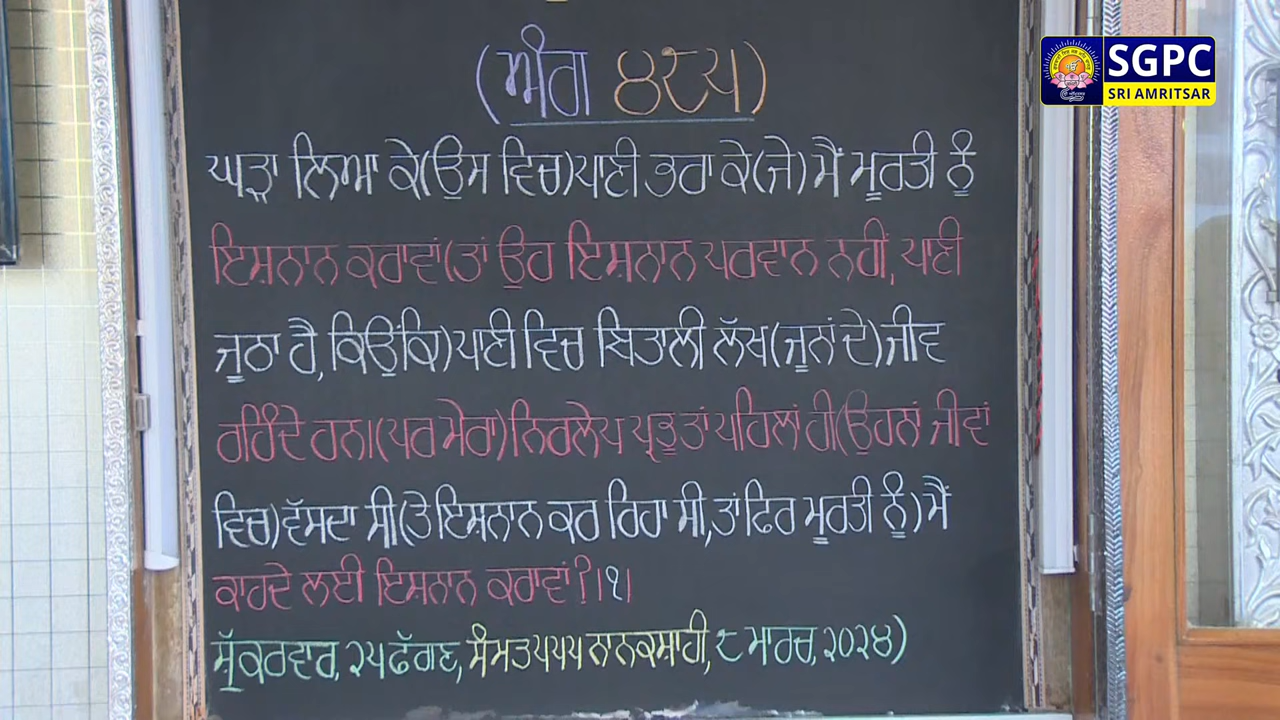 (ਅੰਗ ੪੮੫)
ਘੜਾ ਲਿਆ ਕੇ(ਉਸ ਵਿਚ)ਪਾਣੀ ਭਰਾ ਕੇ(ਜੇ)ਮੈਂ ਮੂਰਤੀ ਨੂੰ
ਇਸ਼ਨਾਨ ਕਰਾਵਾਂ(ਤਾਂ ਉਹ ਇਸ਼ਨਾਨ ਪਰਵਾਨ ਨਹੀਂ, ਪਾਣੀ
ਜੂਠਾ ਹੈ, ਕਿਉਂਕਿ)ਪਾਣੀ ਵਿਚ ਬਿਤਾਲੀ ਲੱਖ(ਜੂਨਾਂ ਦੇ)ਜੀਵ
ਰਹਿੰਦੇ ਹਨ।(ਪਰ ਮੇਰਾ)ਨਿਰਲੇਪ ਪ੍ਰਭੂ ਤਾਂ ਪਹਿਲਾਂ ਹੀ(ਉਹਨਾਂ ਜੀਵਾਂ
ਵਿਚ)ਵੱਸਦਾ ਸੀ(ਤੇ ਇਸ਼ਨਾਨ ਕਰ ਰਿਹਾ ਸੀ,ਤਾਂ ਫਿਰ ਮੂਰਤੀ ਨੂੰ)ਮੈਂ
ਕਾਹਦੇ ਲਈ ਇਸ਼ਨਾਨ ਕਰਾਵਾਂ?।੧।
ਸ਼ੁੱਕਰਵਾਰ, ੨੫ ਫੱਗਣ, ਸੰਮਤ ੫੫੫ ਨਾਨਕਸ਼ਾਹੀ, ੮ ਮਾਰਚ, ੨੦੨੪)
SGPC
SRI AMRITSAR